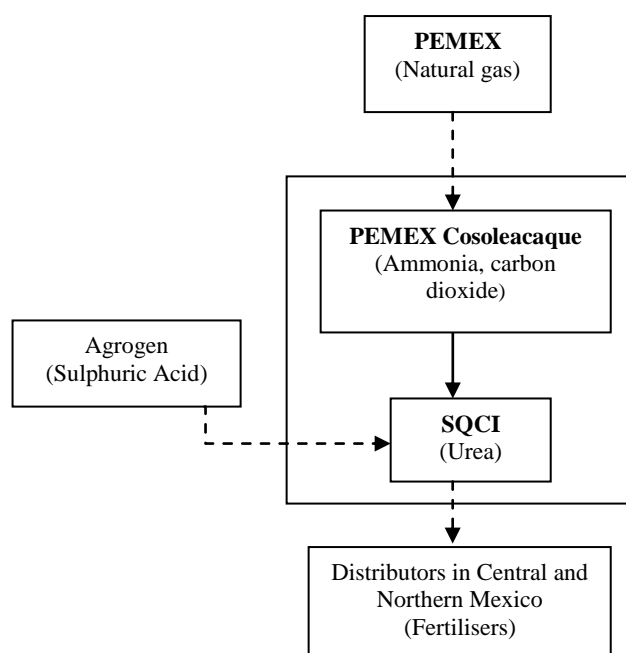 PEMEX
(Natural gas)
PEMEX Cosoleacaque
(Ammonia, carbon
dioxide)
Agrogen
(Sulphuric Acid)
SQCI
(Urea)
Distributors in Central and
Northern Mexico
(Fertilisers)